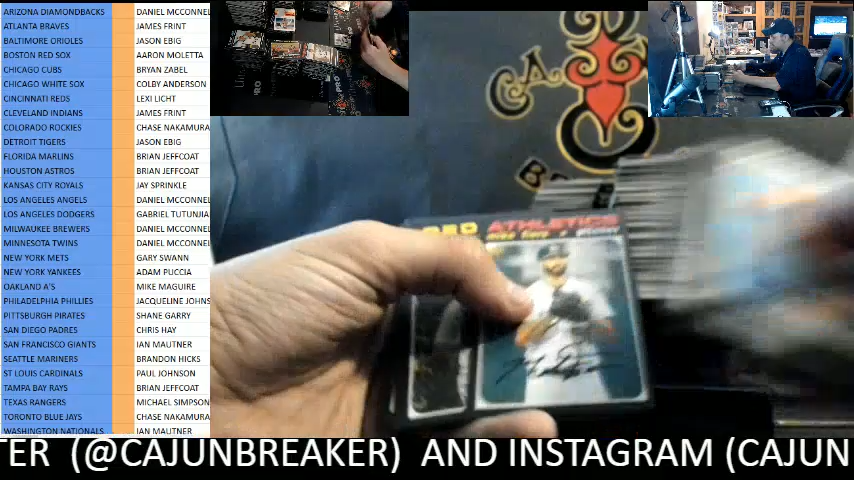 ARIZONA DIAMONDBACKS DANIEL MCCONNEL
ATLANTA BRAVES JAMES FRINT
BALTIMORE ORIOLES JASON EBIG
BOSTON RED SOX AARON MOLETTA
CHICAGO CUBS BRYAN ZABEL
CHICAGO WHITE SOX COLBY ANDERSON
CINCINNATI REDS LEXI LICHT
CLEVELAND INDIANS JAMES FRINT
COLORADO ROCKIES CHASE NAKAMURA
DETROIT TIGERS JASON EBIG
FLORIDA MARLINS BRIAN JEFFCOAT
HOUSTON ASTROS BRIAN JEFFCOAT
KANSAS CITY ROYALS JAY SPRINKLE
LOS ANGELES ANGELS DANIEL MCCONNEL
LOS ANGELES DODGERS GABRIEL TUTUNJIA
MILWAUKEE BREWERS DANIEL MCCONNEL
MINNESOTA TWINS DANIEL MCCONNEL
NEW YORK METS GARY SWANN
NEW YORK YANKEES ADAM PUCCIA
OAKLAND A'S MIKE MAGUIRE
PHILADELPHIA PHILLIES JACQUELINE JOHNS
PITTSBURGH PIRATES SHANE GARRY
SAN DIEGO PADRES CHRIS HAY
SAN FRANCISCO GIANTS IAN MAUTNER
SEATTLE MARINERS BRANDON HICKS
ST LOUIS CARDINALS PAUL JOHNSON
TAMPA BAY RAYS BRIAN JEFFCOAT
TEXAS RANGERS MICHAEL SIMPSON
TORONTO BLUE JAYS CHASE NAKAMURA
WASHINGTON NATIONALS IAN MAUTNER
ATHLETICS
TER (@CAJUNBREAKER) AND INSTAGRAM (CAJUN